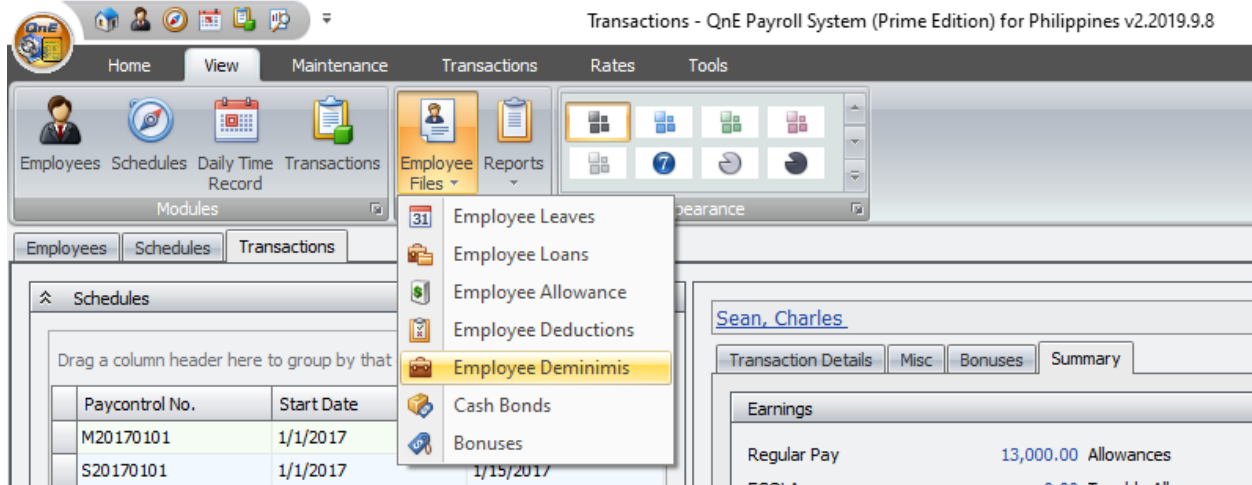 Transactions - QnE Payroll System (Prime Edition) for Philippines v2.2019.9.8
QnE
Home View Maintenance Transactions Rates Tools
Employees Schedules Daily Time Record Transactions Employee Files Reports
7
Modules
pearance
Employees Schedules Transactions
31 Employee Leaves
Employee Loans
Employee Allowance
Employee Deductions
Employee Deminimis
Cash Bonds
Bonuses
Schedules
Drag a column header here to group by that
Paycontrol No. Start Date
M20170101 1/1/2017
S20170101 1/1/2017 1/15/2017
Sean, Charles
Transaction Details Misc Bonuses Summary
Earnings
Regular Pay 13,000.00 Allowances